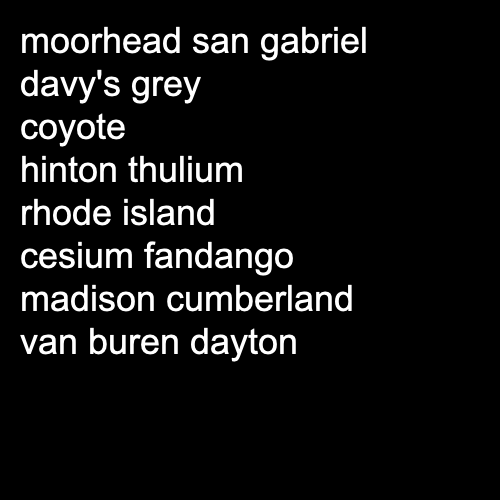 moorhead san gabriel
davy's grey
coyote
hinton thulium
rhode island
cesium fandango
madison cumberland
van buren dayton